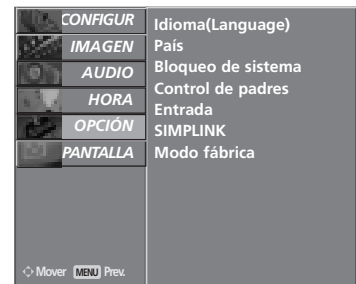 CONFIGUR
IMAGEN
AUDIO
HORA
OPCIÓN
PANTALLA
Idioma(Language)
País
Bloqueo de sistema
Control de padres
Entrada
SIMPLINK
Modo fábrica
Mover MENU Prev.